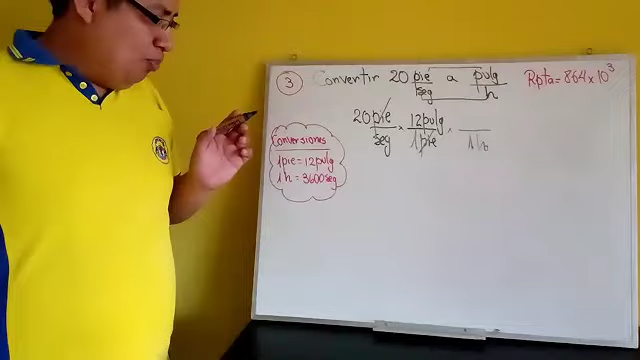 3 Convertir 20 pie/seg a pulg/h Rpta = 864 x 10³
20 pie/seg x 12 pulg/1 pie x —/1h
Conversiones
1 pie = 12 pulg
1 h = 3600 seg